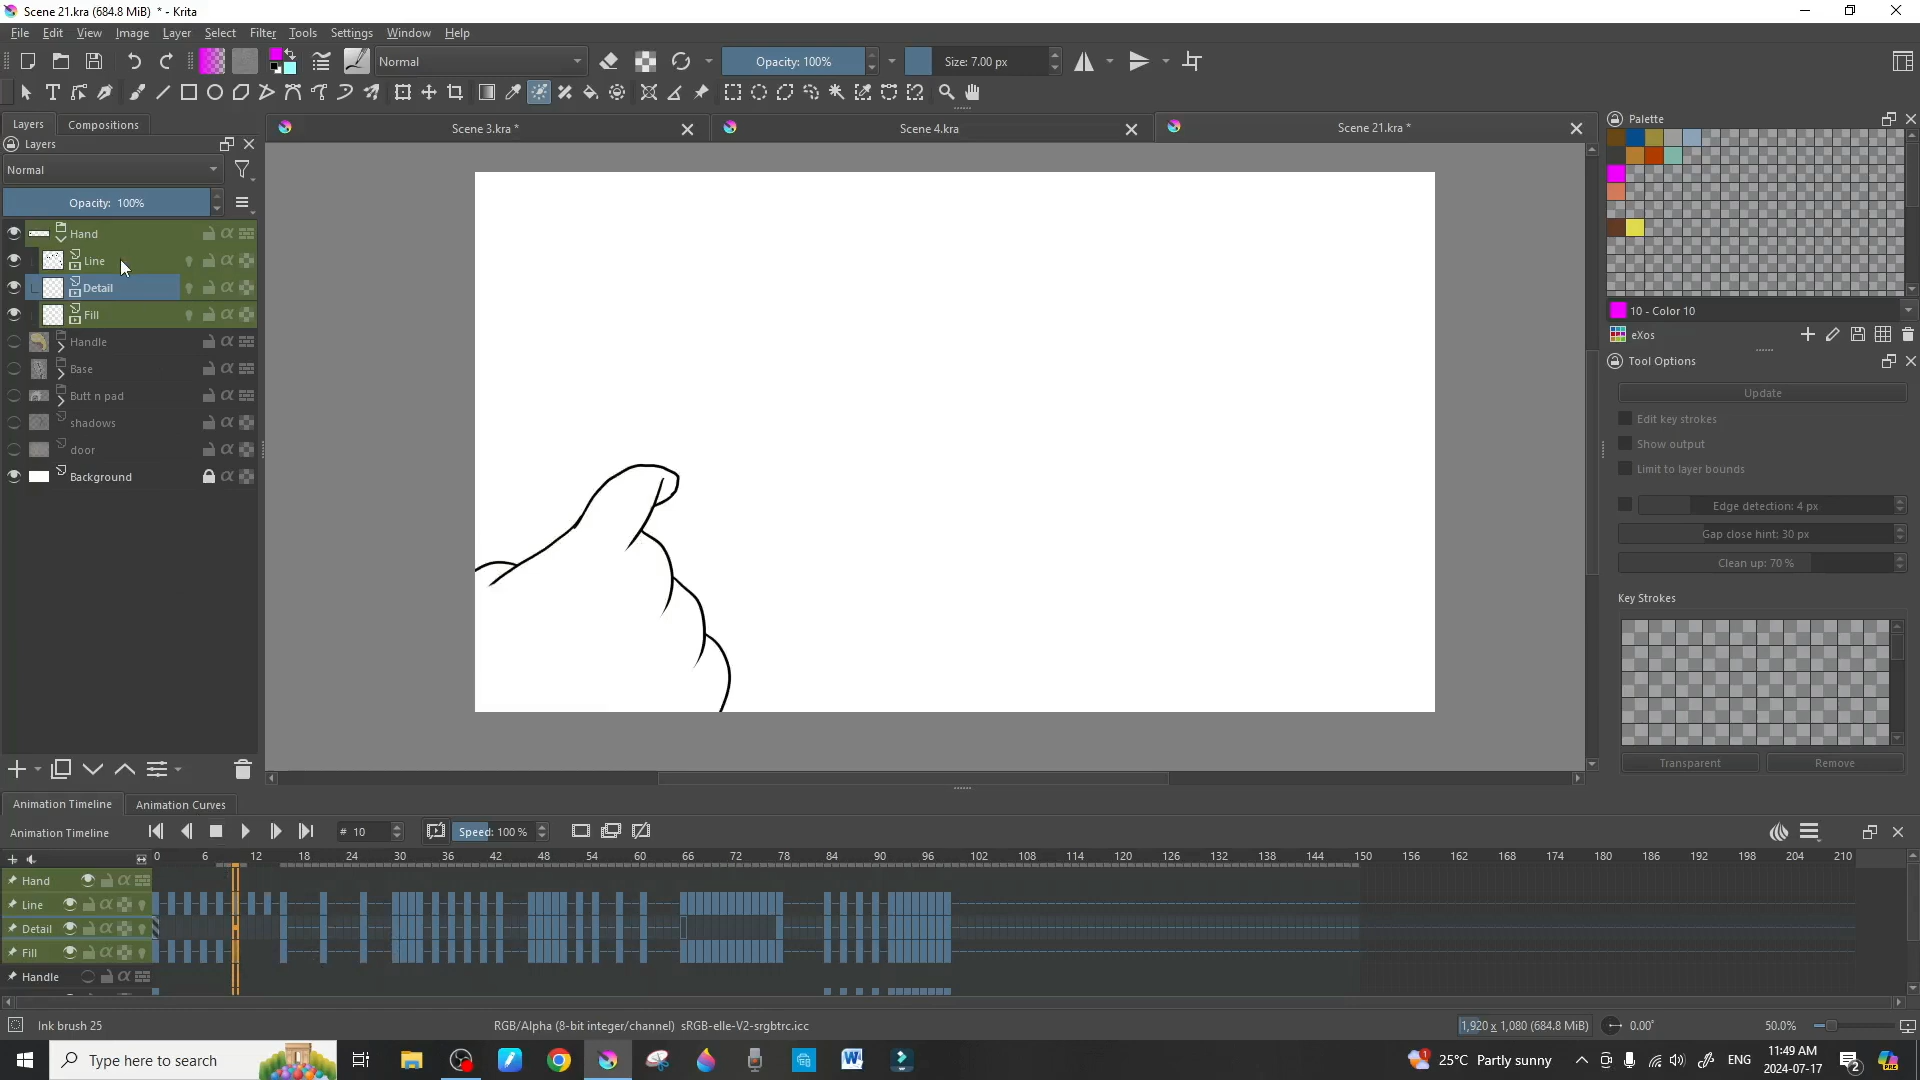 Scene 21.kra (684.8 MiB) * - Krita
File Edit View Image Layer Select Filter Tools Settings Window Help
Normal Opacity: 100% Size: 7.00 px
Layers Compositions Scene 3.kra * Scene 4.kra Scene 21.kra * Palette
Layers
Normal
Opacity: 100%
Hand
Line
Detail
Fill
Handle
Base
Butt n pad
shadows
door
Background
10 - Color 10
eXos
Tool Options
Update
Edit key strokes
Show output
Limit to layer bounds
Edge detection: 4 px
Gap close hint: 30 px
Clean up: 70 %
Key Strokes
Transparent Remove
Animation Timeline Animation Curves
Animation Timeline # 10 Speed: 100 %
0 6 12 18 24 30 36 42 48 54 60 66 72 78 84 90 96 102 108 114 120 126 132 138 144 150 156 162 168 174 180 186 192 198 204 210
Hand
Line
Detail
Fill
Handle
Ink brush 25 RGB/Alpha (8-bit integer/channel) sRGB-elle-V2-srgbtrc.icc 1,920 x 1,080 (684.8 MiB) 0.00° 50.0%
Type here to search 25°C Partly sunny ENG 11:49 AM
2024-07-17 2